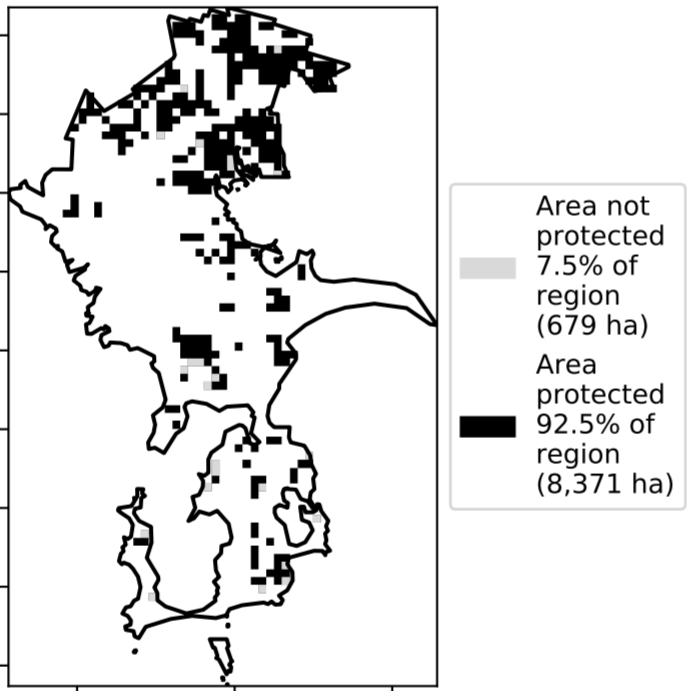 Area not
protected
7.5% of
region
(679 ha)
Area
protected
92.5% of
region
(8,371 ha)